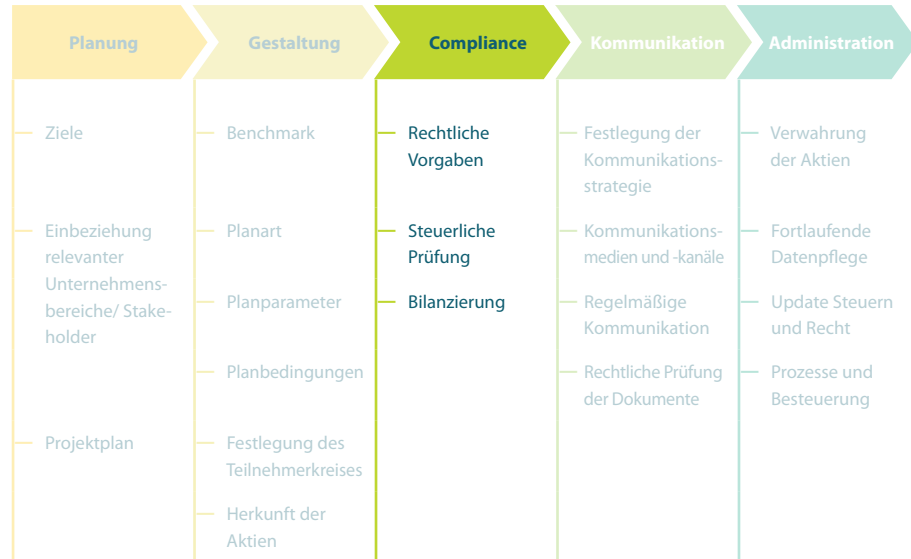 Planung
Gestaltung
Compliance
Kommunikation
Administration
Ziele
Einbeziehung
relevanter
Unternehmens-
bereiche/ Stake-
holder
Projektplan
Benchmark
Planart
Planparameter
Planbedingungen
Festlegung des
Teilnehmerkreises
Herkunft der
Aktien
Rechtliche
Vorgaben
Steuerliche
Prüfung
Bilanzierung
Festlegung der
Kommunikations-
strategie
Kommunikations-
medien und -kanäle
Regelmäßige
Kommunikation
Rechtliche Prüfung
der Dokumente
Verwahrung
der Aktien
Fortlaufende
Datenpflege
Update Steuern
und Recht
Prozesse und
Besteuerung